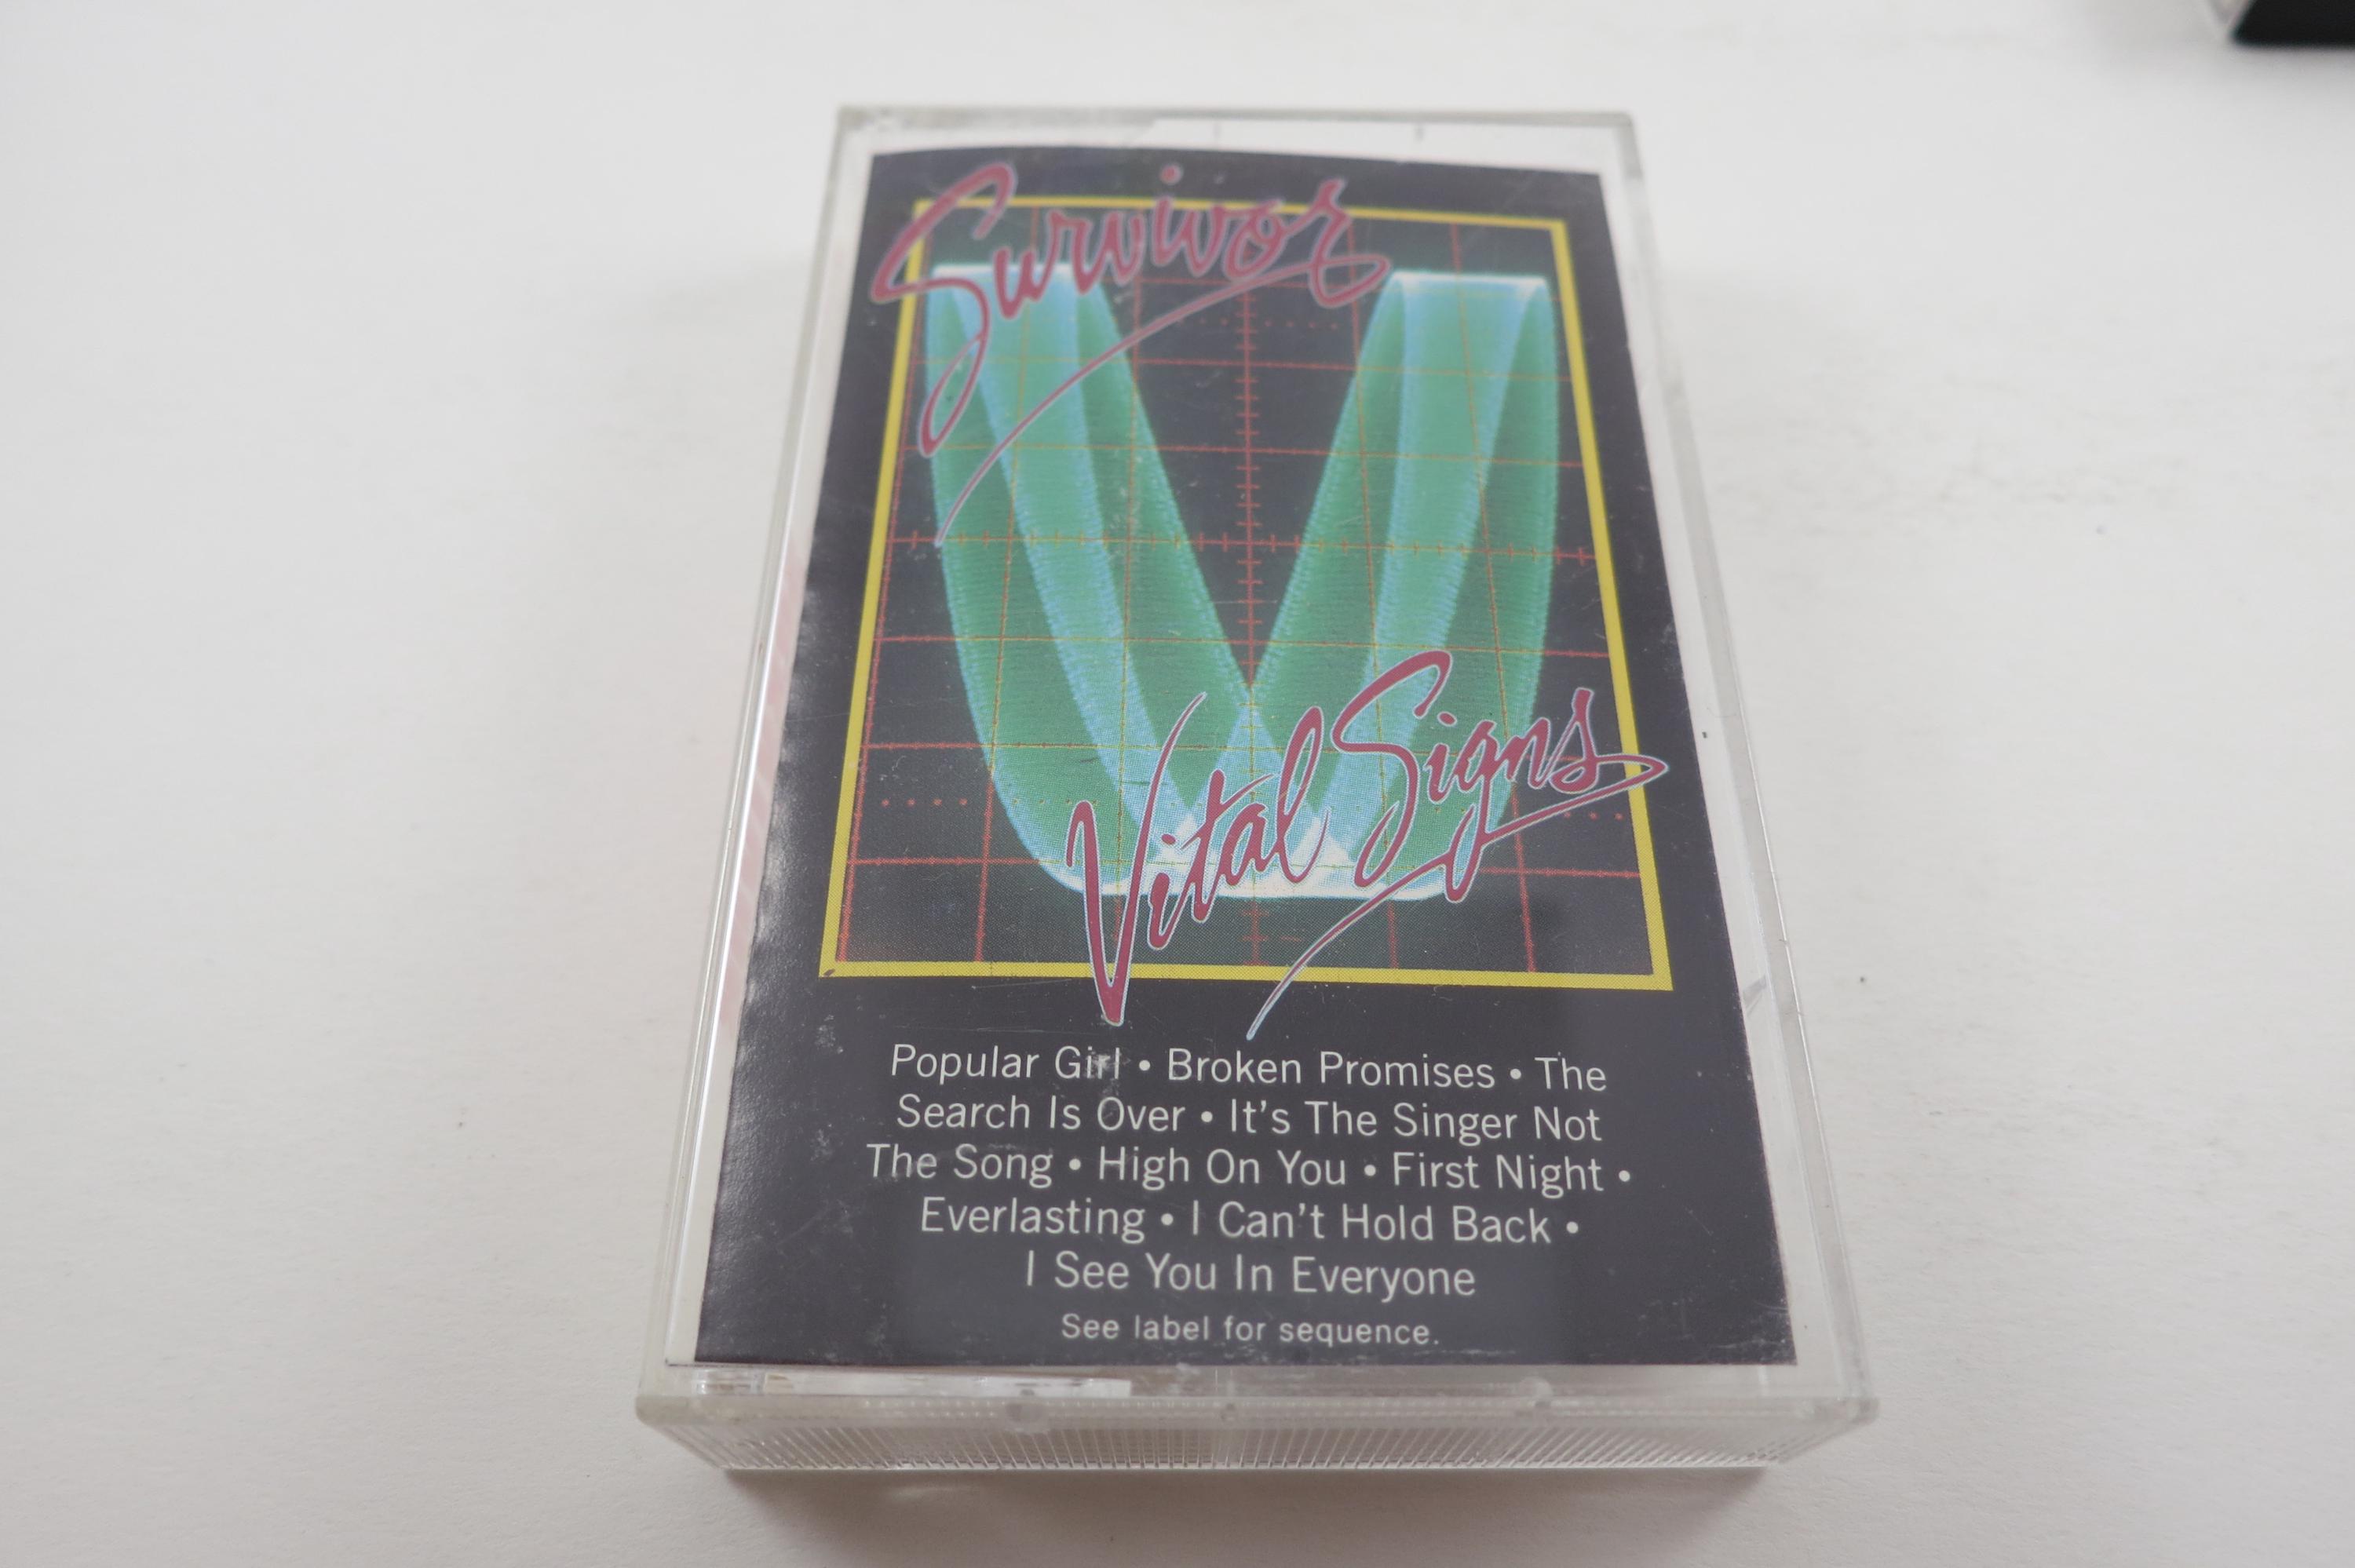 Survivor
Vital Signs
Popular Girl • Broken Promises • The
Search Is Over • It's The Singer Not
The Song • High On You • First Night •
Everlasting • I Can't Hold Back •
I See You In Everyone
See label for sequence.